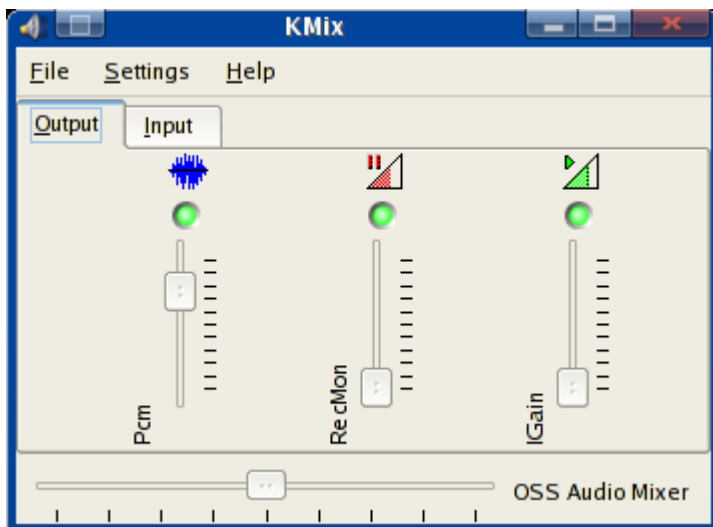 KMix
File Settings Help
Output Input
Pcm
RecMon
IGain
OSS Audio Mixer